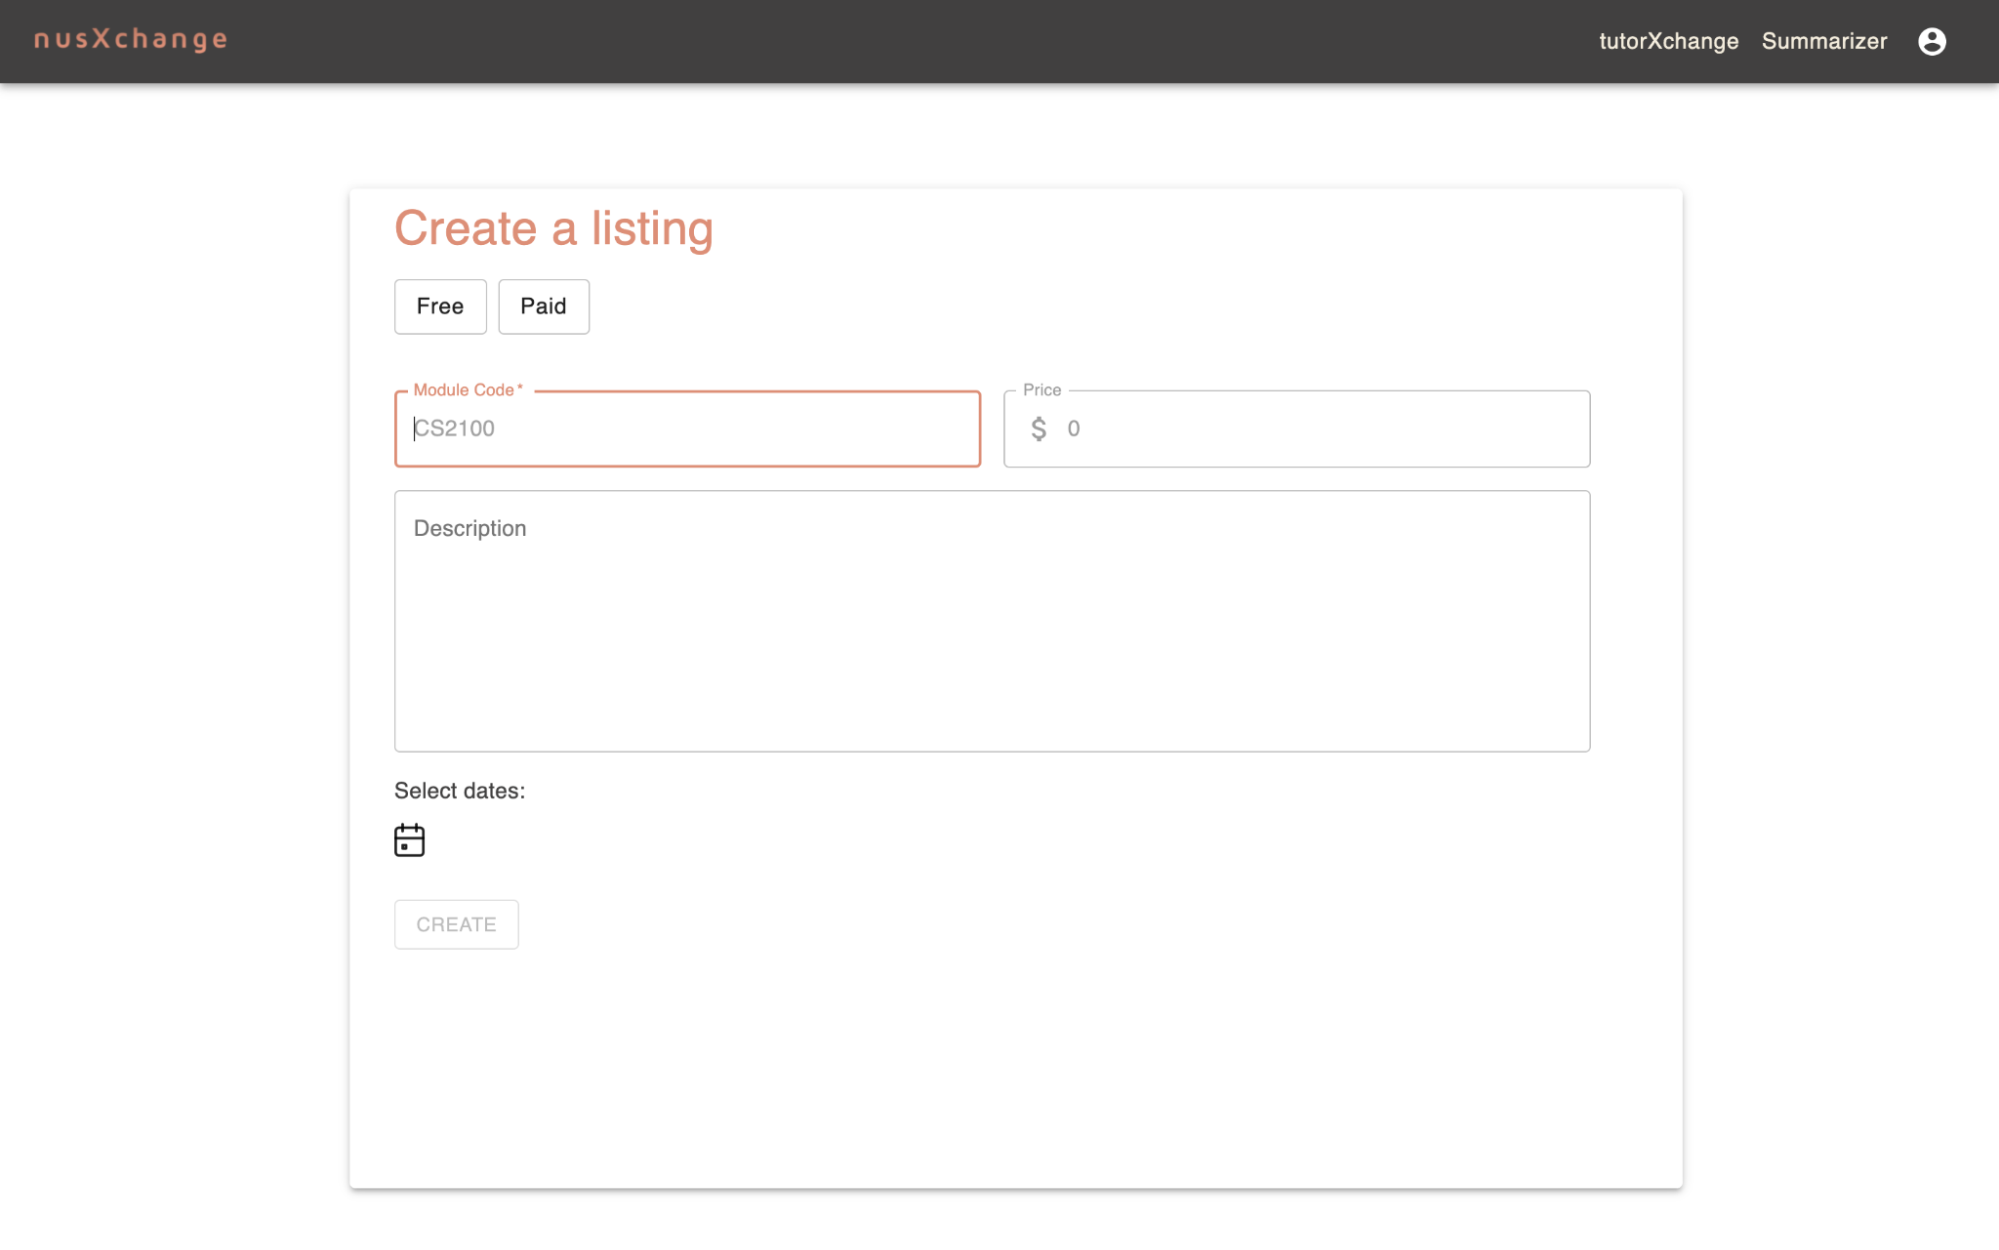 nusXchange
tutorXchange Summarizer
Create a listing
Free Paid
Module Code *
CS2100
Price
$ 0
Description
Select dates:
CREATE